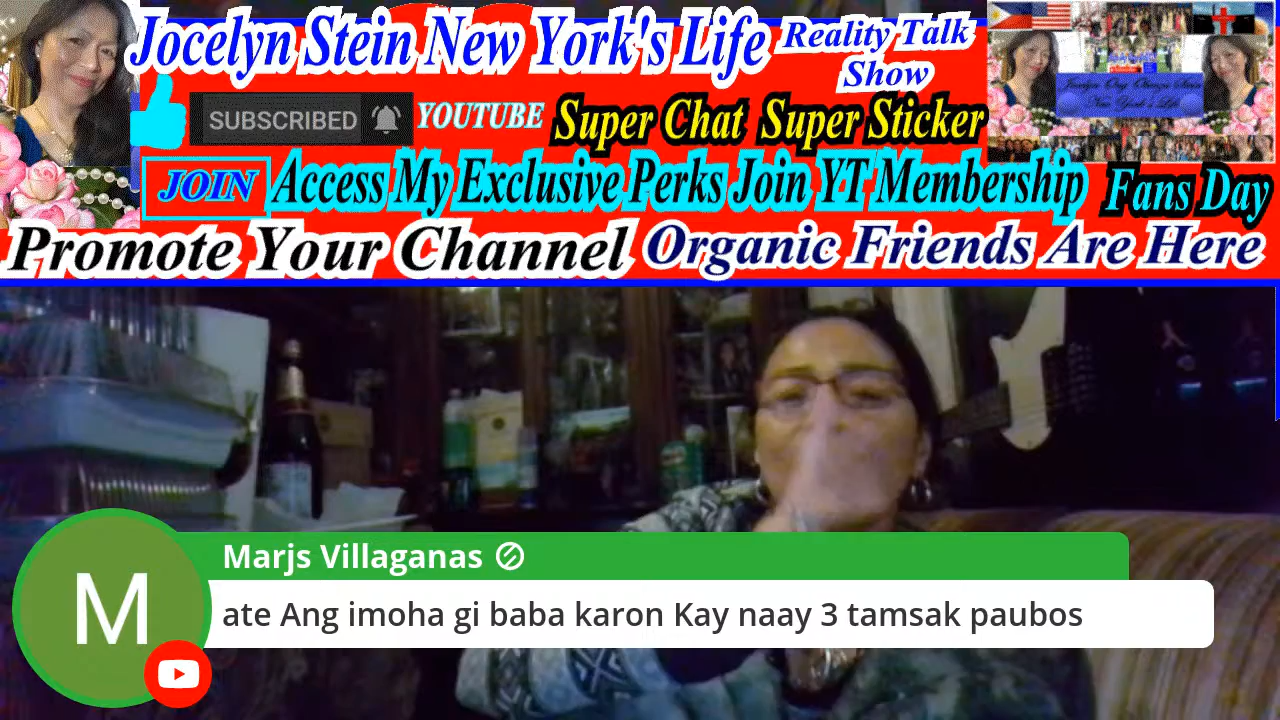 Jocelyn Stein New York's Life
Reality Talk
Show
SUBSCRIBED
YOUTUBE
Super Chat Super Sticker
JOIN
Access My Exclusive Perks Join YT Membership
Fans Day
Promote Your Channel
Organic Friends Are Here
Marjs Villaganas
M
ate Ang imoha gi baba karon Kay naay 3 tamsak paubos